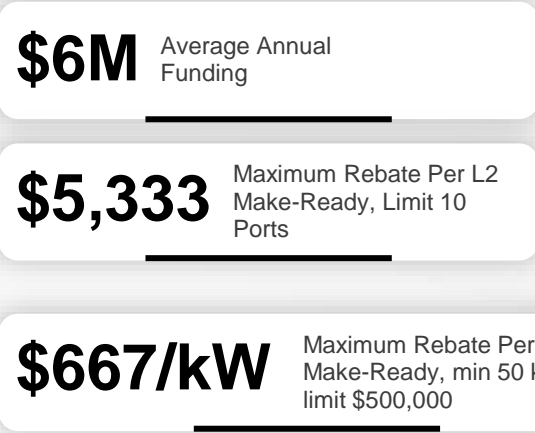 $6M
Average Annual
Funding
$5,333
Maximum Rebate Per L2
Make-Ready, Limit 10
Ports
$667/kW
Maximum Rebate Per
Make-Ready, min 50
limit $500,000